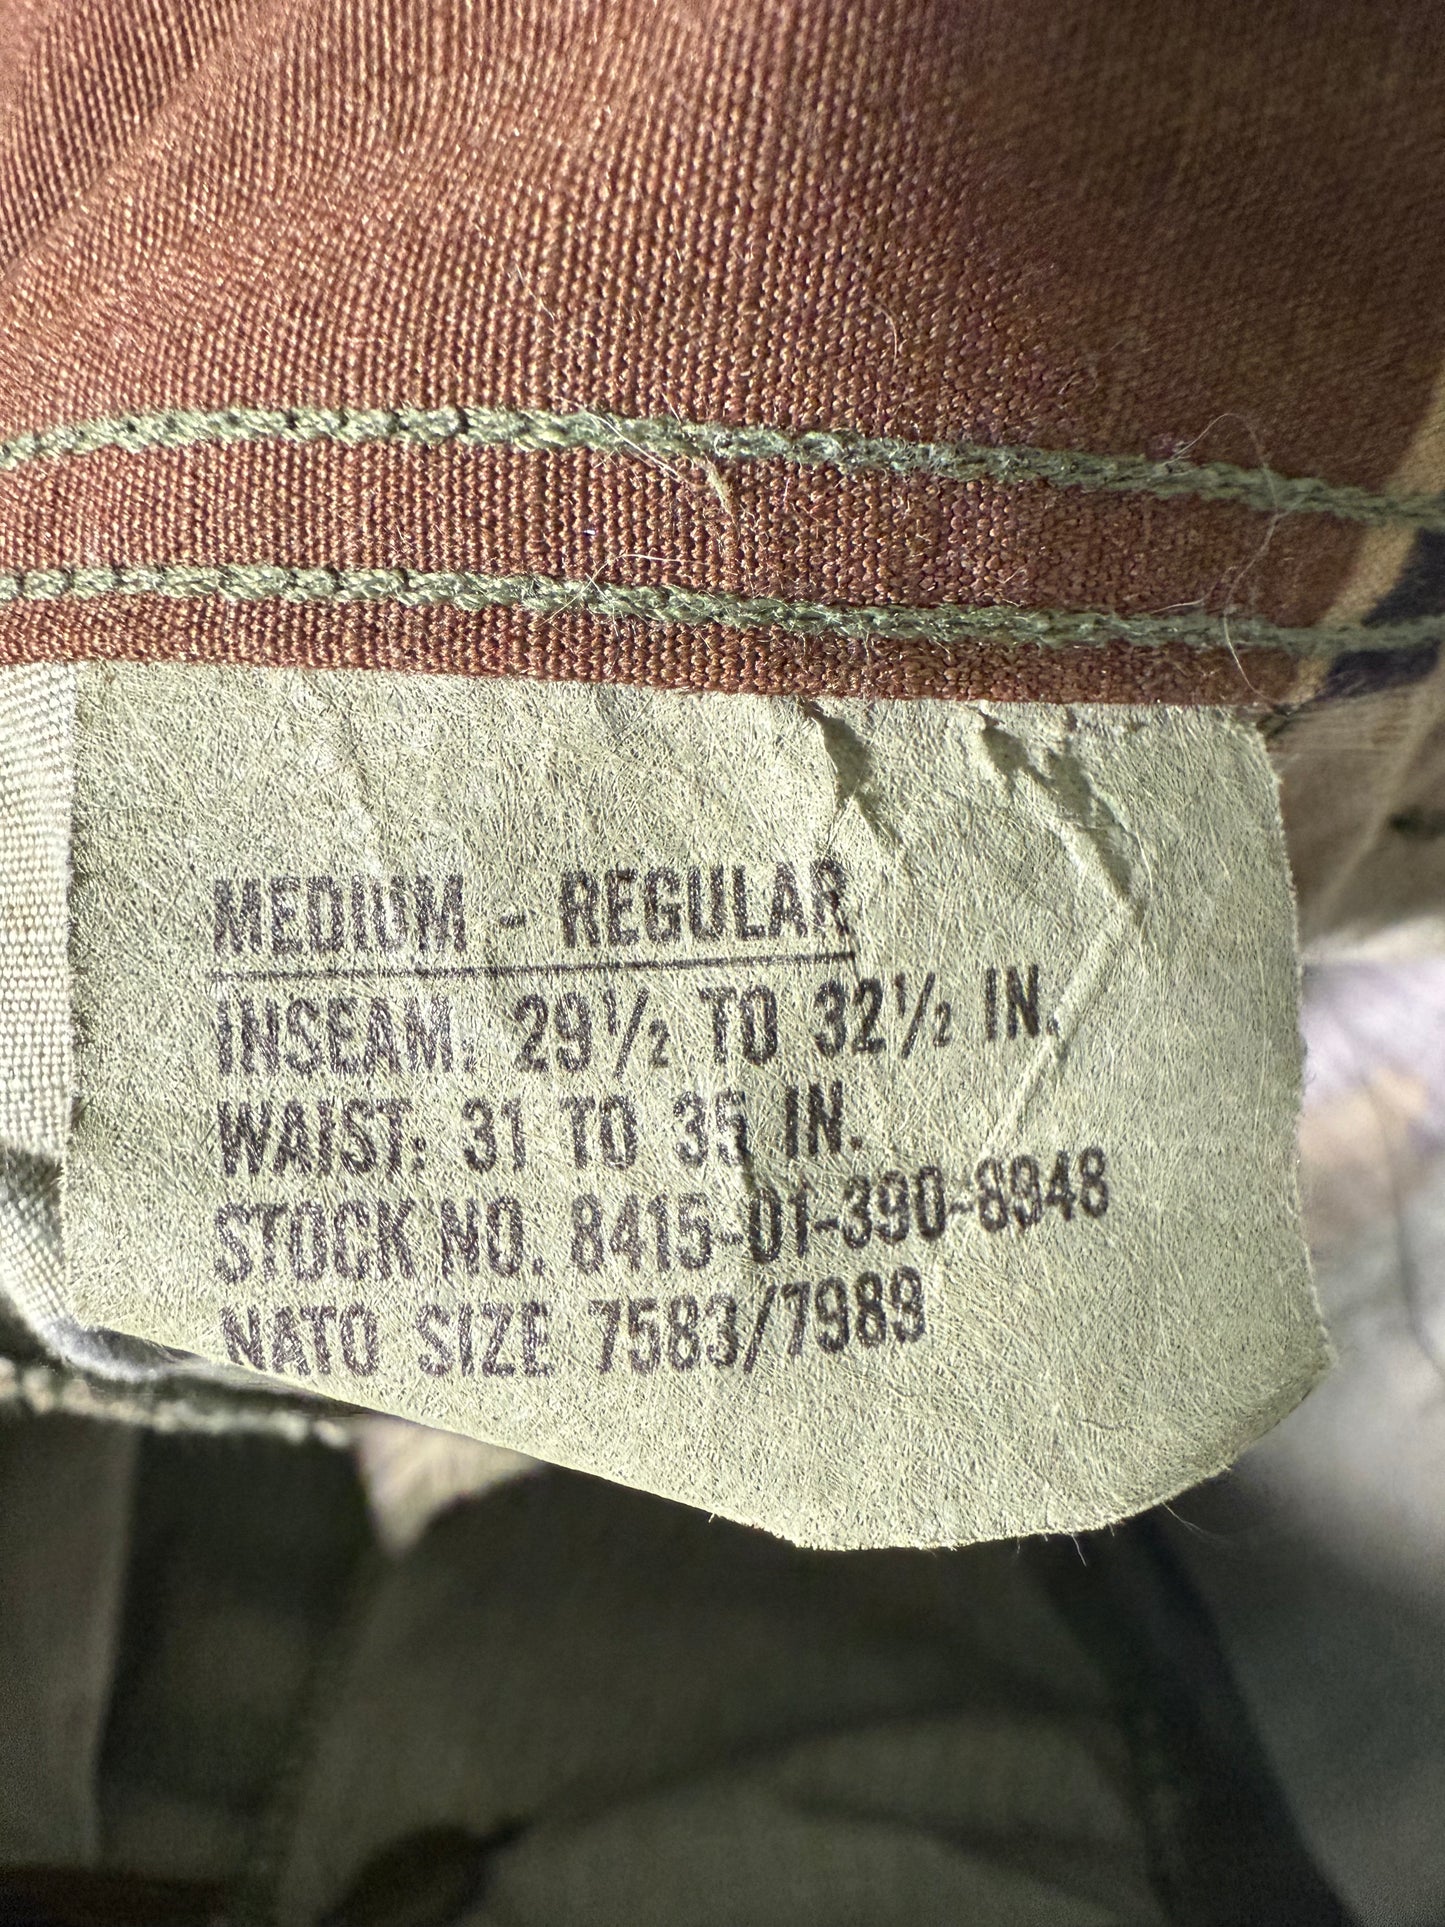 MEDIUM - REGULAR
INSEAM: 29½ TO 32½ IN.
WAIST: 31 TO 35 IN.
STOCK NO. 8415-01-390-8948
NATO SIZE 7583/7989